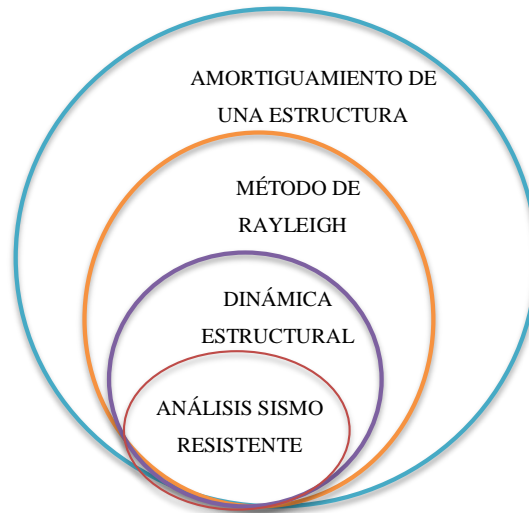 AMORTIGUAMIENTO DE
UNA ESTRUCTURA
MÉTODO DE
RAYLEIGH
DINÁMICA
ESTRUCTURAL
ANÁLISIS SISMO
RESISTENTE